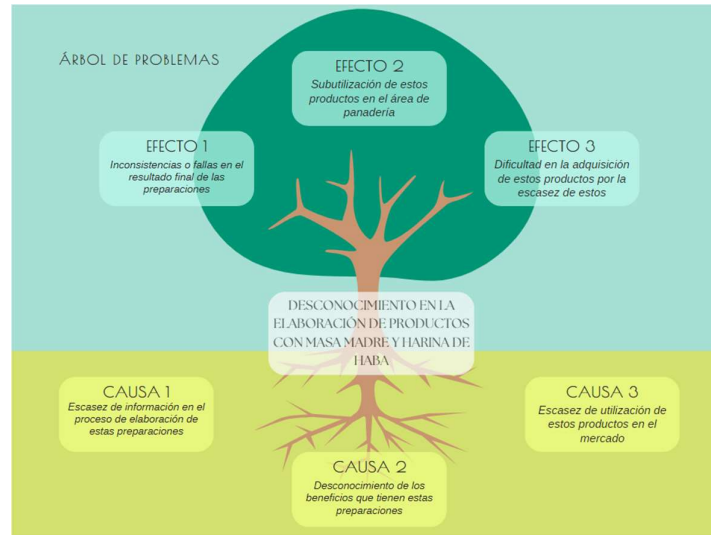 ÁRBOL DE PROBLEMAS
EFECTO 2
Subutilización de estos
productos en el área de
panadería
EFECTO 1
Inconsistencias o fallas en el
resultado final de las
preparaciones
EFECTO 3
Dificultad en la adquisición
de estos productos por la
escasez de estos
DESCONOCIMIENTO EN LA
ELABORACIÓN DE PRODUCTOS
CON MASA MADRE Y HARINA DE
HABA
CAUSA 1
Escasez de información en el
proceso de elaboración de
estas preparaciones
CAUSA 3
Escasez de utilización de
estos productos en el
mercado
CAUSA 2
Desconocimiento de los
beneficios que tienen estas
preparaciones